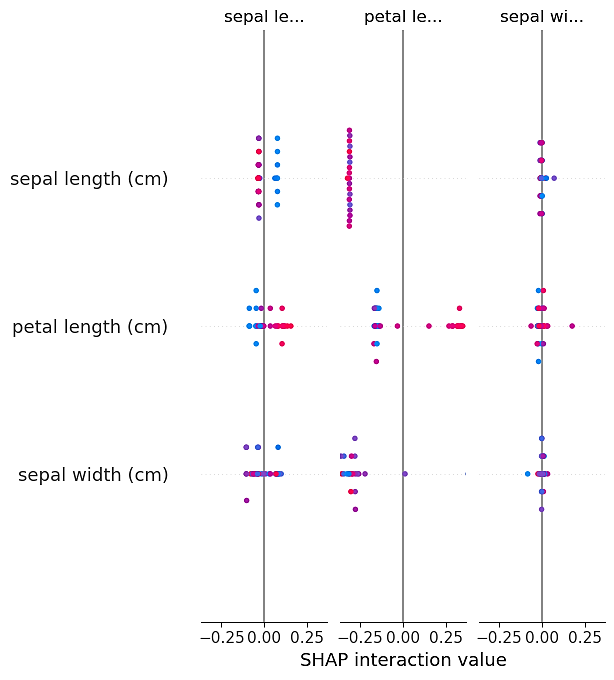 sepal le... petal le... sepal wi...
sepal length (cm)
petal length (cm)
sepal width (cm)
−0.25 0.00 0.25 −0.25 0.00 0.25 −0.25 0.00 0.25
SHAP interaction value